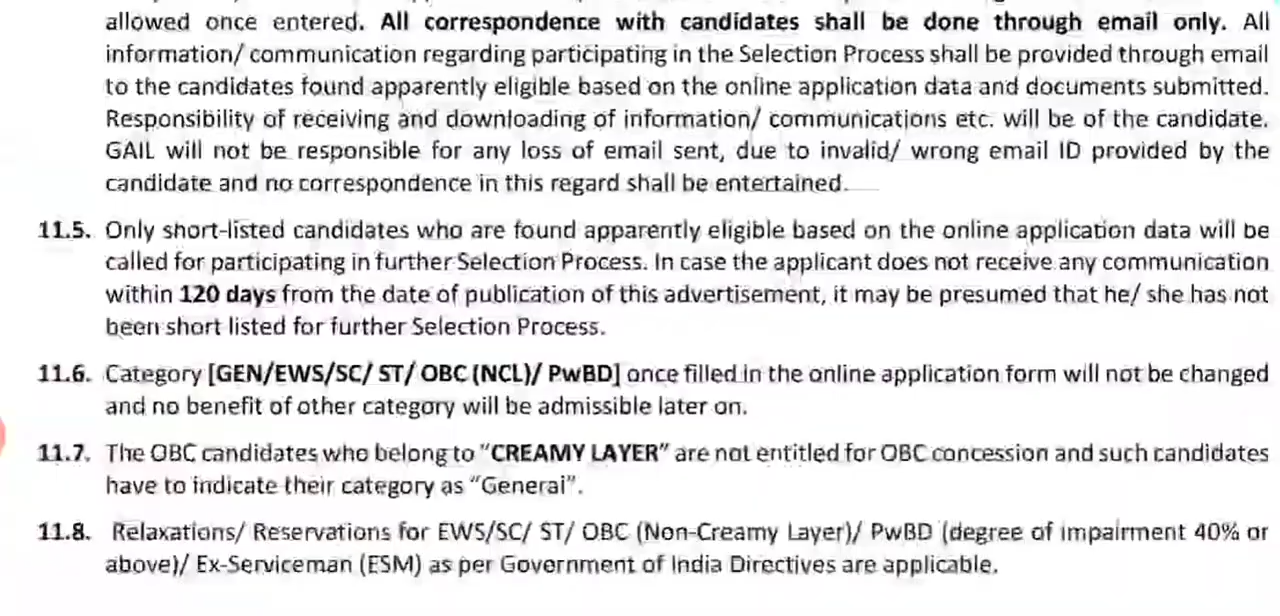 allowed once entered. All correspondence with candidates shall be done through email only. All
information/ communication regarding participating in the Selection Process shall be provided through email
to the candidates found apparently eligible based on the online application data and documents submitted.
Responsibility of receiving and downloading of information/ communications etc. will be of the candidate.
GAIL will not be responsible for any loss of email sent, due to invalid/ wrong email ID provided by the
candidate and no correspondence in this regard shall be entertained.
11.5. Only short-listed candidates who are found apparently eligible based on the online application data will be
called for participating in further Selection Process. In case the applicant does not receive any communication
within 120 days from the date of publication of this advertisement, it may be presumed that he/ she has not
been short listed for further Selection Process.
11.6. Category [GEN/EWS/SC/ ST/ OBC (NCL)/ PwBD] once filled in the online application form will not be changed
and no benefit of other category will be admissible later on.
11.7. The OBC candidates who belong to "CREAMY LAYER" are not entitled for OBC concession and such candidates
have to indicate their category as "General".
11.8. Relaxations/ Reservations for EWS/SC/ ST/ OBC (Non-Creamy Layer)/ PwBD (degree of impairment 40% or
above)/ Ex-Serviceman (ESM) as per Government of India Directives are applicable.